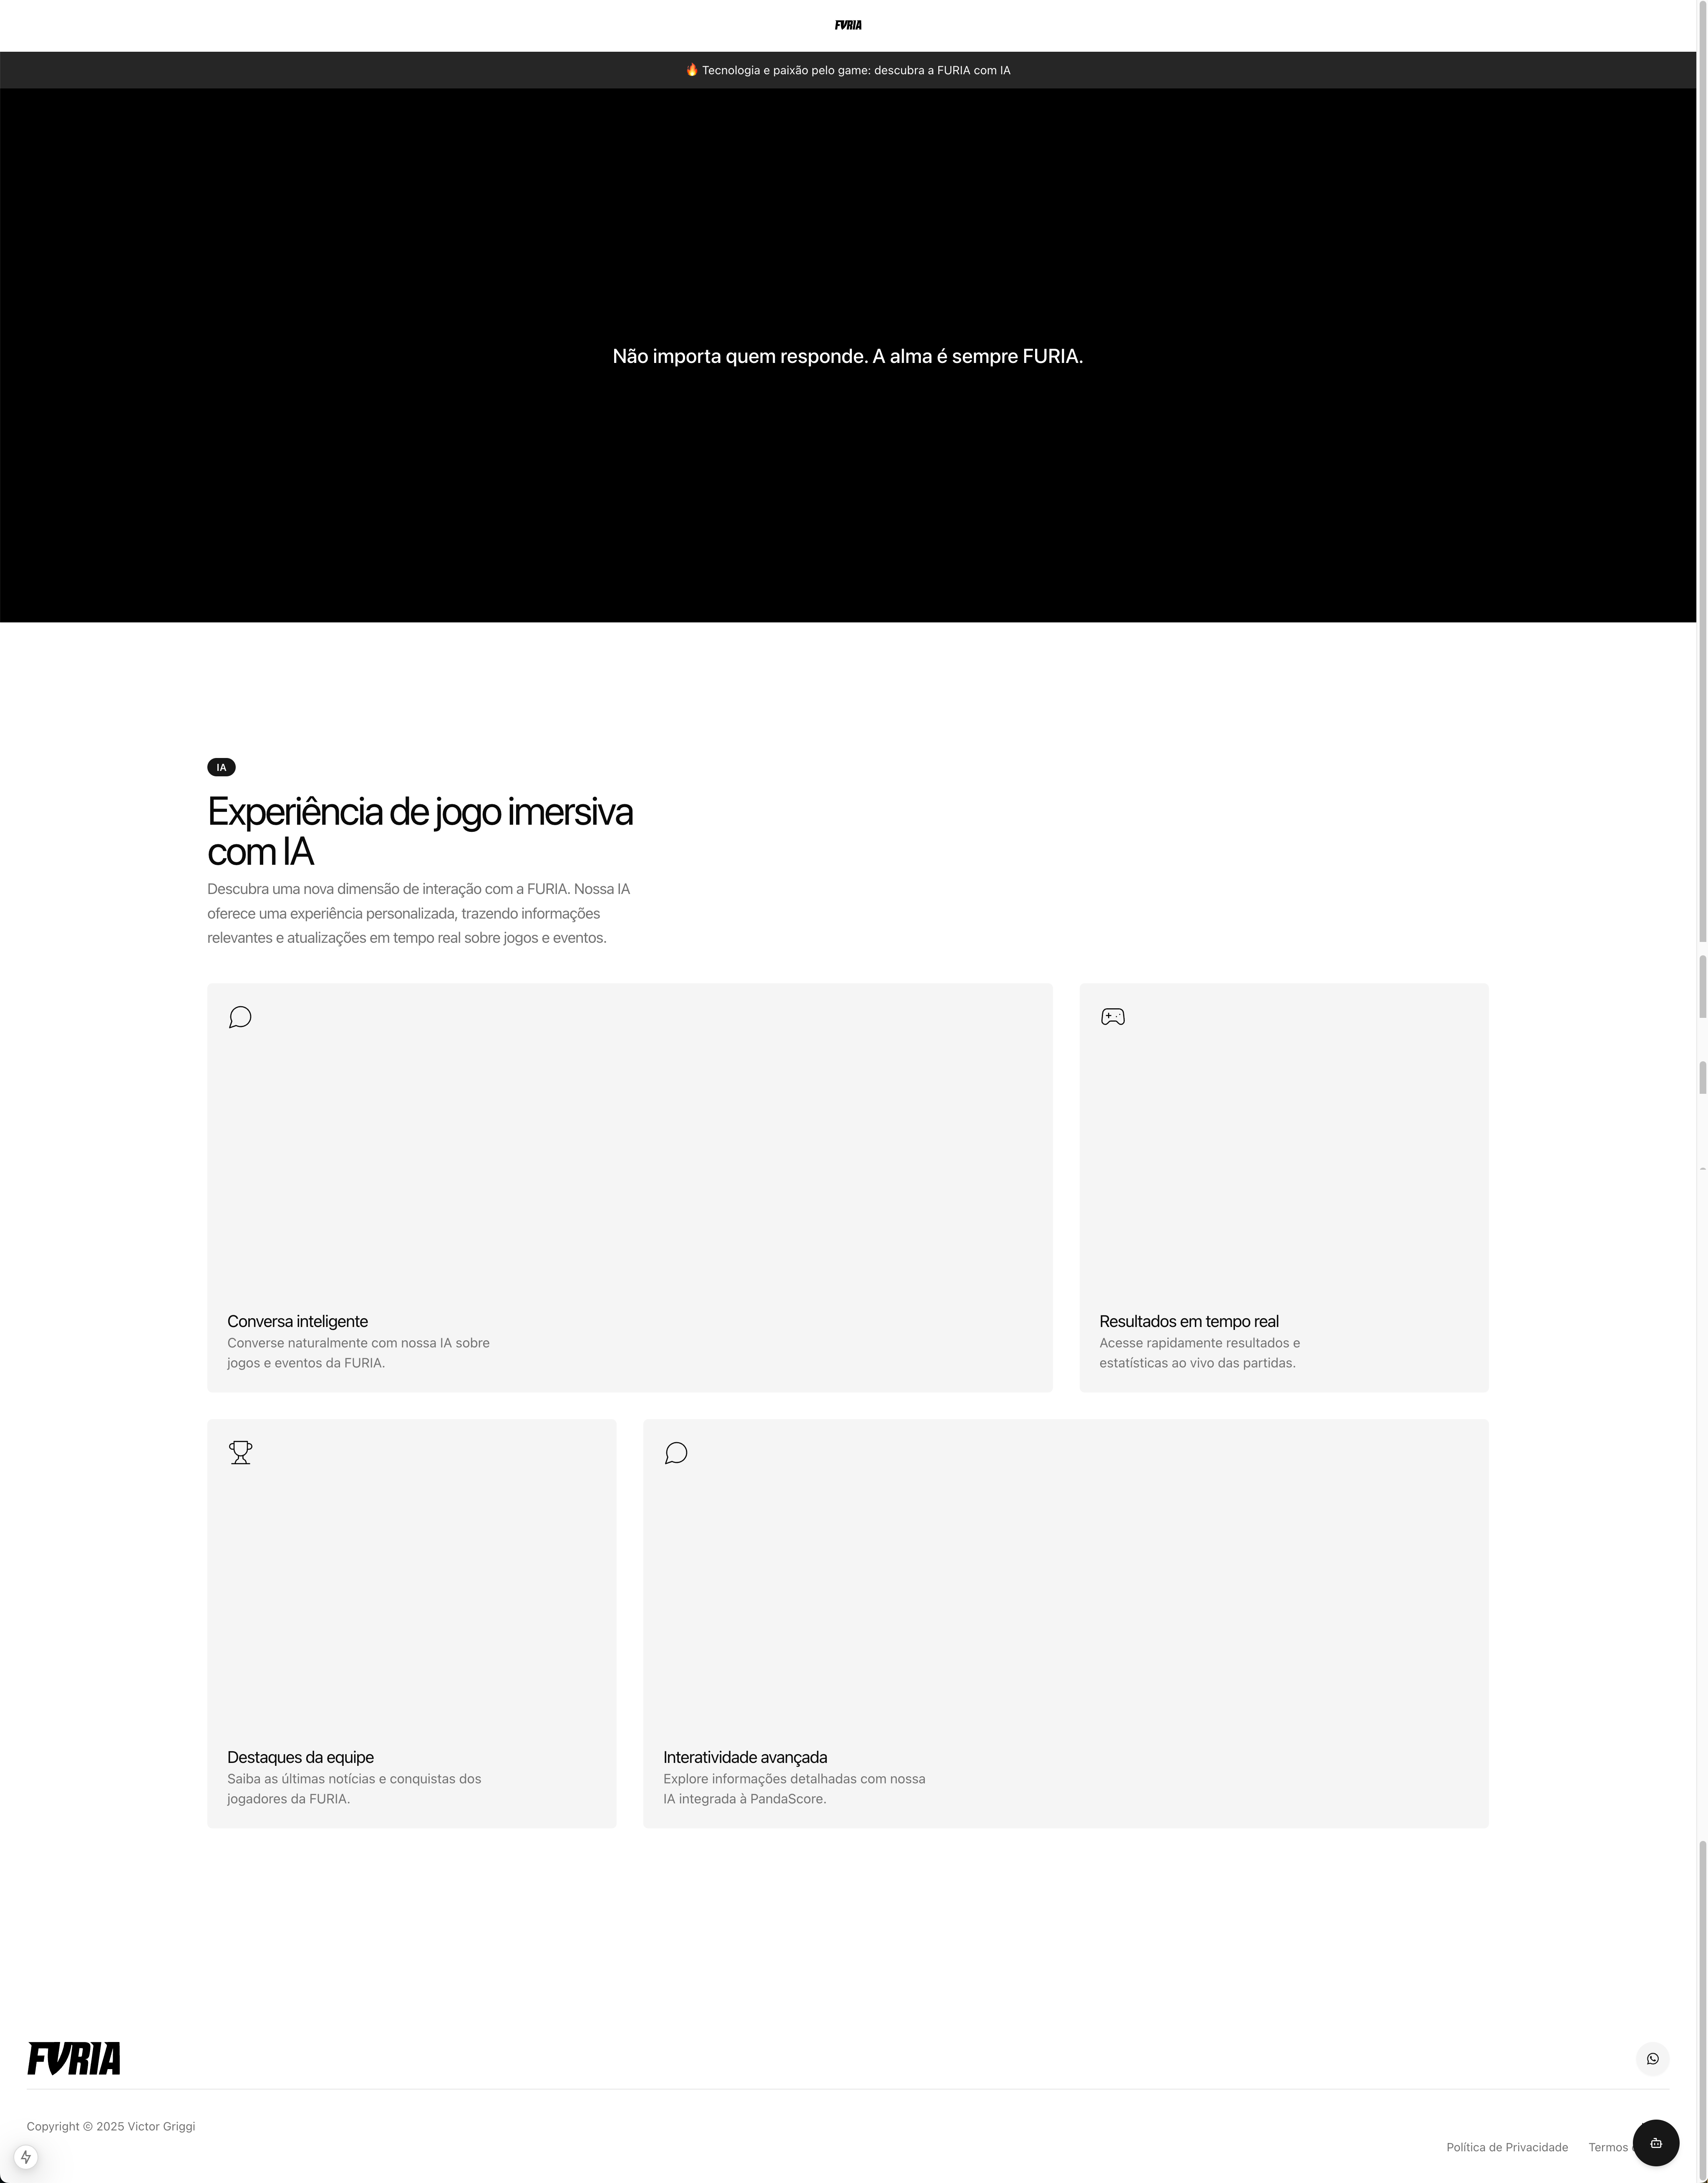 FURIA
🔥 Tecnologia e paixão pelo game: descubra a FURIA com IA
Não importa quem responde. A alma é sempre FURIA.
IA
Experiência de jogo imersiva
com IA
Descubra uma nova dimensão de interação com a FURIA. Nossa IA
oferece uma experiência personalizada, trazendo informações
relevantes e atualizações em tempo real sobre jogos e eventos.
Conversa inteligente
Converse naturalmente com nossa IA sobre
jogos e eventos da FURIA.
Resultados em tempo real
Acesse rapidamente resultados e
estatísticas ao vivo das partidas.
Destaques da equipe
Saiba as últimas notícias e conquistas dos
jogadores da FURIA.
Interatividade avançada
Explore informações detalhadas com nossa
IA integrada à PandaScore.
FURIA
Copyright © 2025 Victor Griggi
Política de Privacidade
Termos